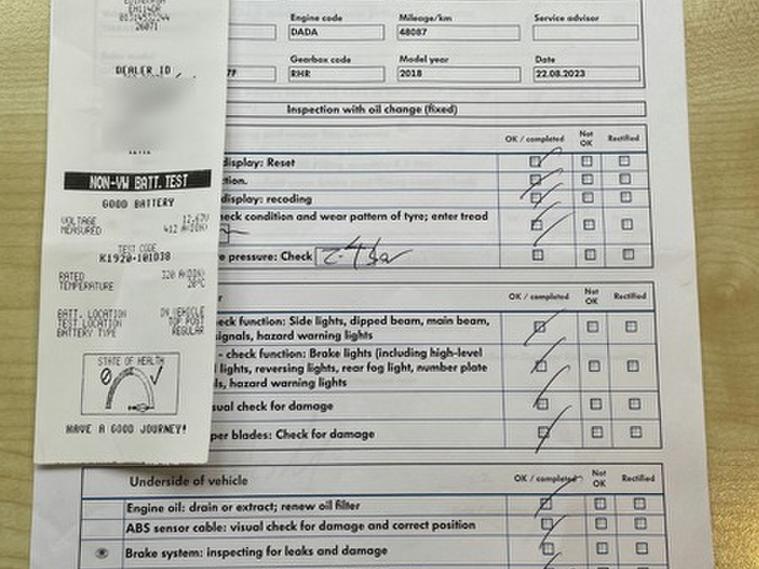 EH114DR
01314532244
26071
DEALER ID
NON-VW BATT.TEST
GOOD BATTERY
VOLTAGE 12.67V
MEASURED 412 A(DIN)
TEST CODE
K1920-101038
RATED 320 A(DIN)
TEMPERATURE 20°C
BATT. LOCATION IN VEHICLE
TEST LOCATION TOP POST
BATTERY TYPE REGULAR
STATE OF HEALTH
HAVE A GOOD JOURNEY!
Engine code Mileage/km Service advisor
DADA 48087
Gearbox code Model year Date
RHR 2018 22.08.2023
Inspection with oil change (fixed)
OK / completed Not OK Rectified
display: Reset
tion.
display: recoding
eck condition and wear pattern of tyre; enter tread
e pressure: Check
OK / completed Not OK Rectified
eck function: Side lights, dipped beam, main beam,
signals, hazard warning lights
- check function: Brake lights (including high-level
l lights, reversing lights, rear fog light, number plate
ls, hazard warning lights
sual check for damage
per blades: Check for damage
Underside of vehicle OK / completed Not OK Rectified
Engine oil: drain or extract; renew oil filter
ABS sensor cable: visual check for damage and correct position
Brake system: inspecting for leaks and damage